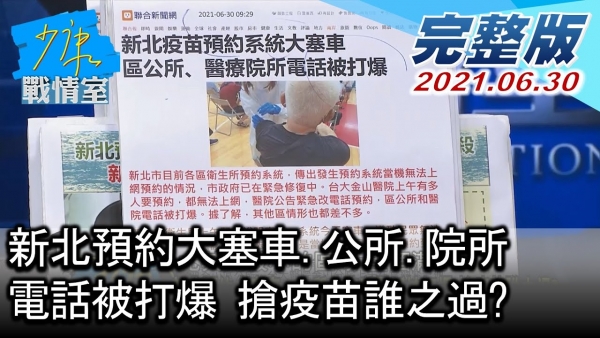 聯合新聞網 2021-06-30 09:29
新北疫苗預約系統大塞車
區公所、醫療院所電話被打爆
少康
戰情室
完整版
2021.06.30
新北市目前各區衛生所預約系統，傳出發生預約系統當機無法上
網預約的情況，市政府已在緊急修復中。台大金山醫院上午有多
人要預約，都無法上網，醫院公告緊急改電話預約，區公所和醫
院電話被打爆。據了解，其他區情形也都差不多。
新北
段
TION
新北預約大塞車.公所.院所
電話被打爆 搶疫苗誰之過?